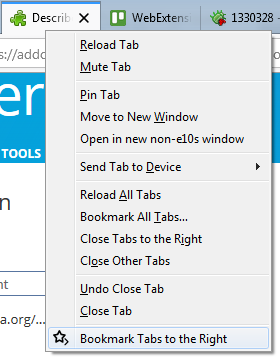 Describ
WebExten
1330328 -
s://addo
er
TOOLS
n
nt
a.org/...
Reload Tab
Mute Tab
Pin Tab
Move to New Window
Open in new non-e10s window
Send Tab to Device
Reload All Tabs
Bookmark All Tabs...
Close Tabs to the Right
Close Other Tabs
Undo Close Tab
Close Tab
Bookmark Tabs to the Right